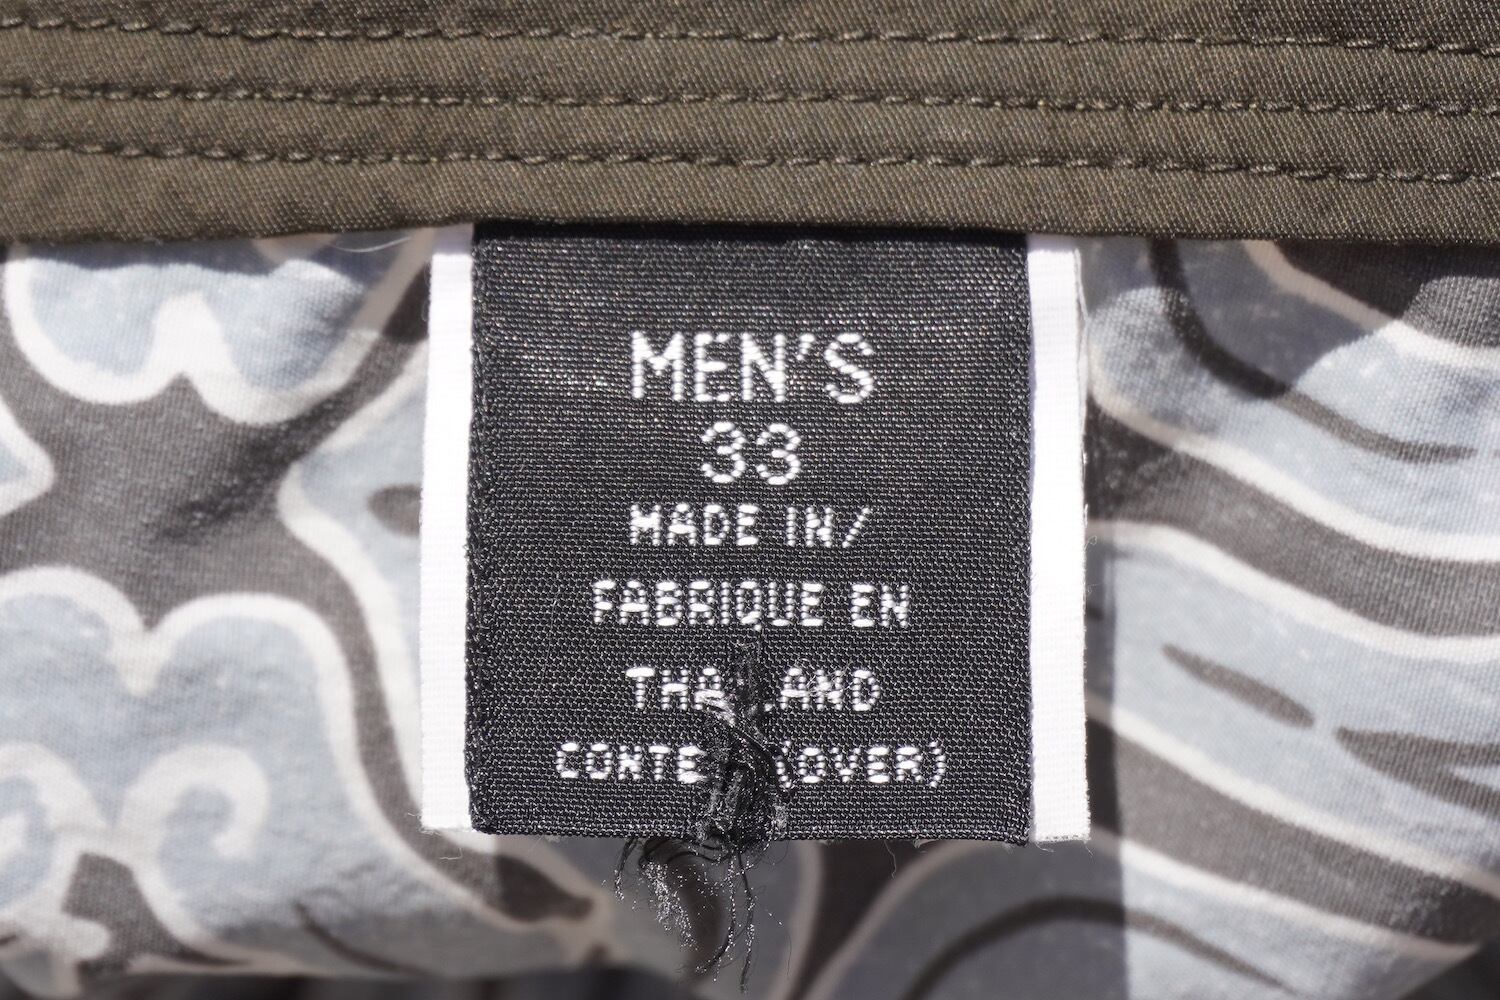 MEN'S
33
MADE IN/
FABRIQUE EN
THAILAND
(OVER)